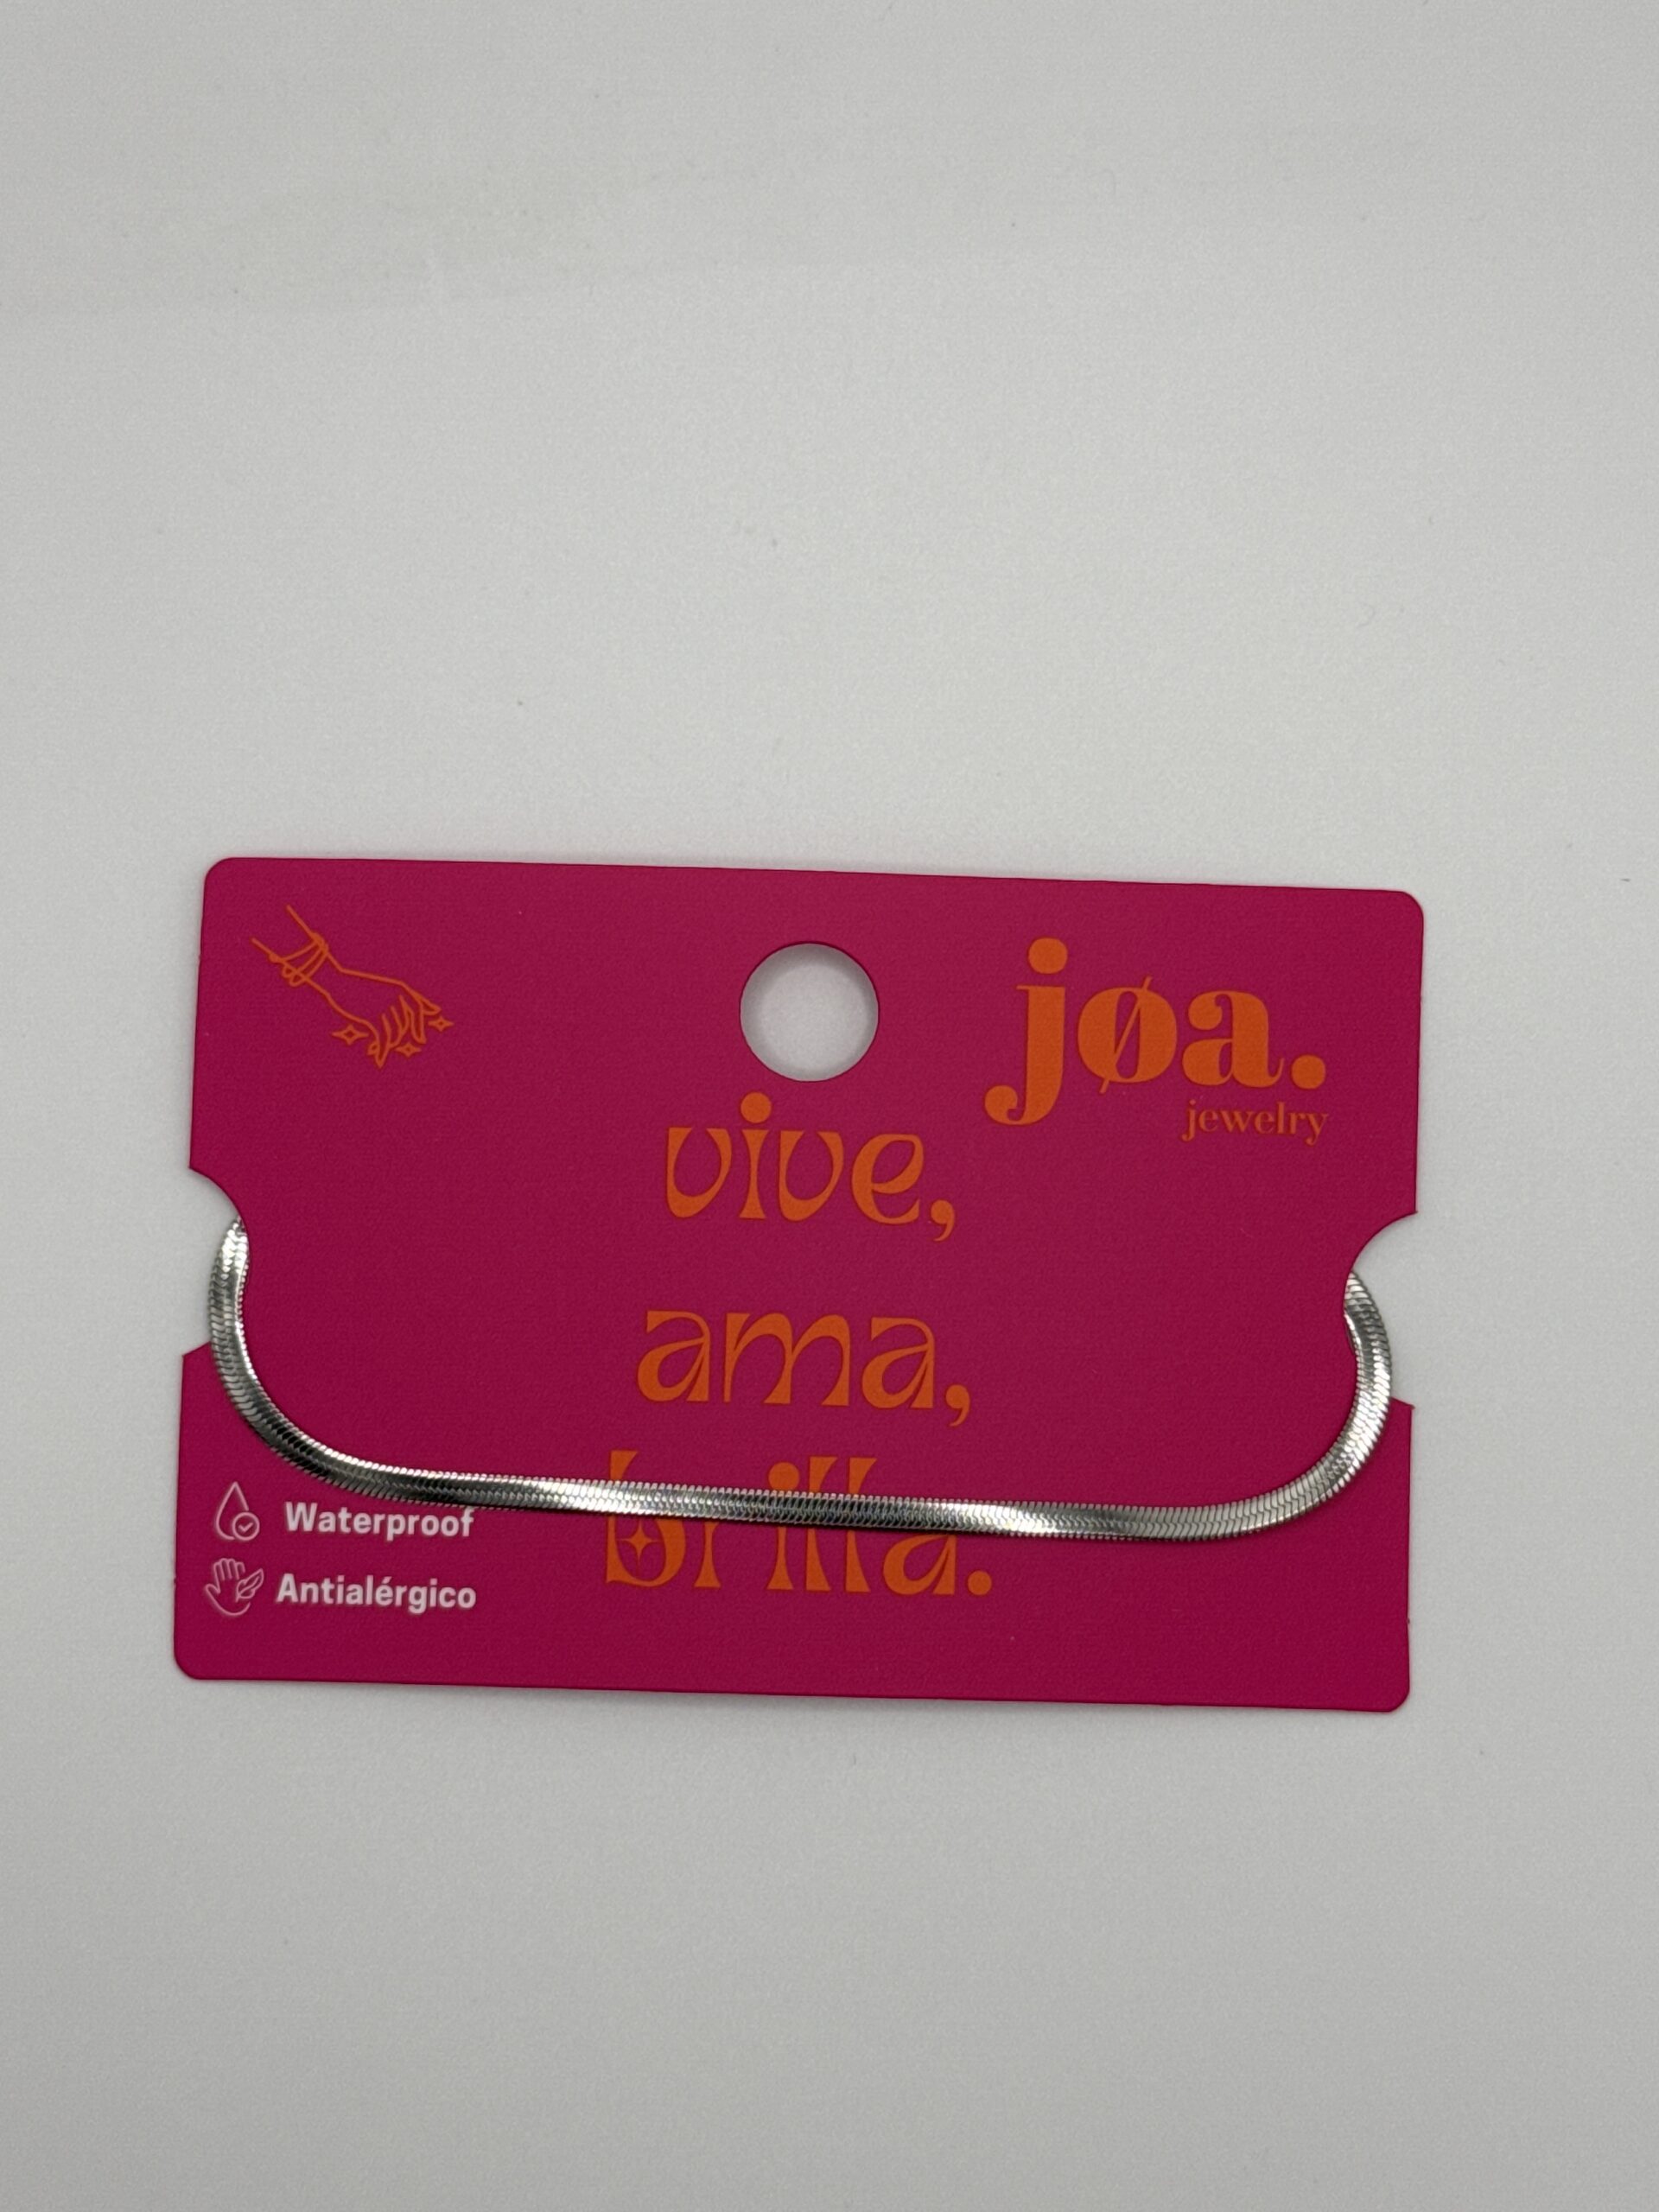 jøa.
jewelry
vive,
ama,
brilla.
Waterproof
Antialérgico